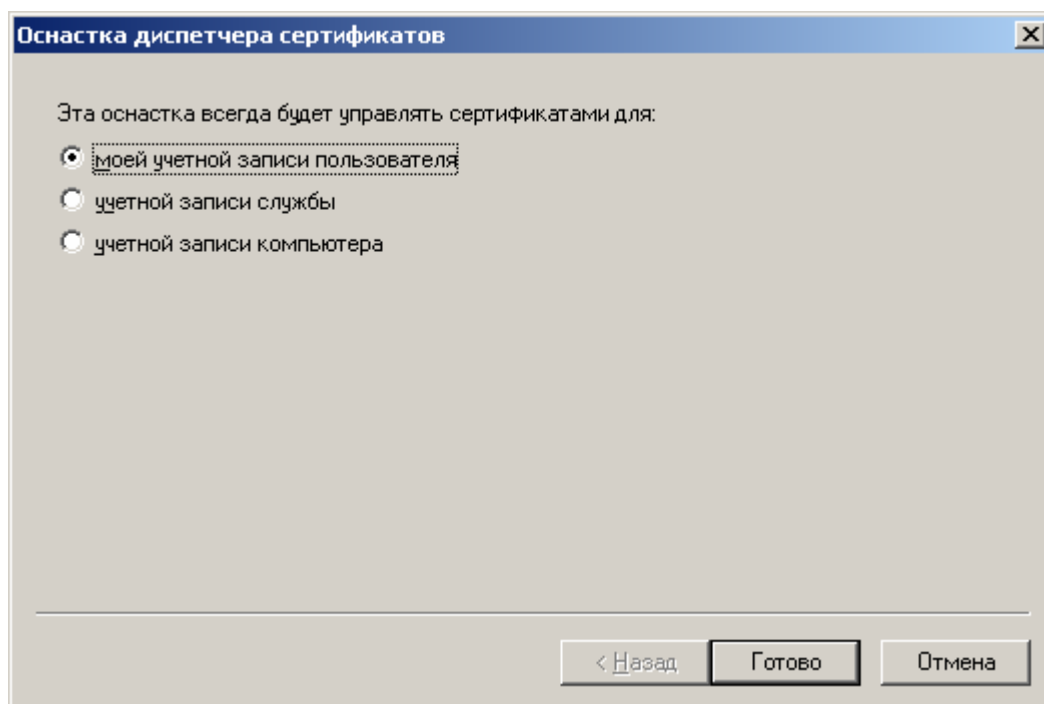 Оснастка диспетчера сертификатов
Эта оснастка всегда будет управлять сертификатами для:
моей учетной записи пользователя
учетной записи службы
учетной записи компьютера
< Назад Готово Отмена